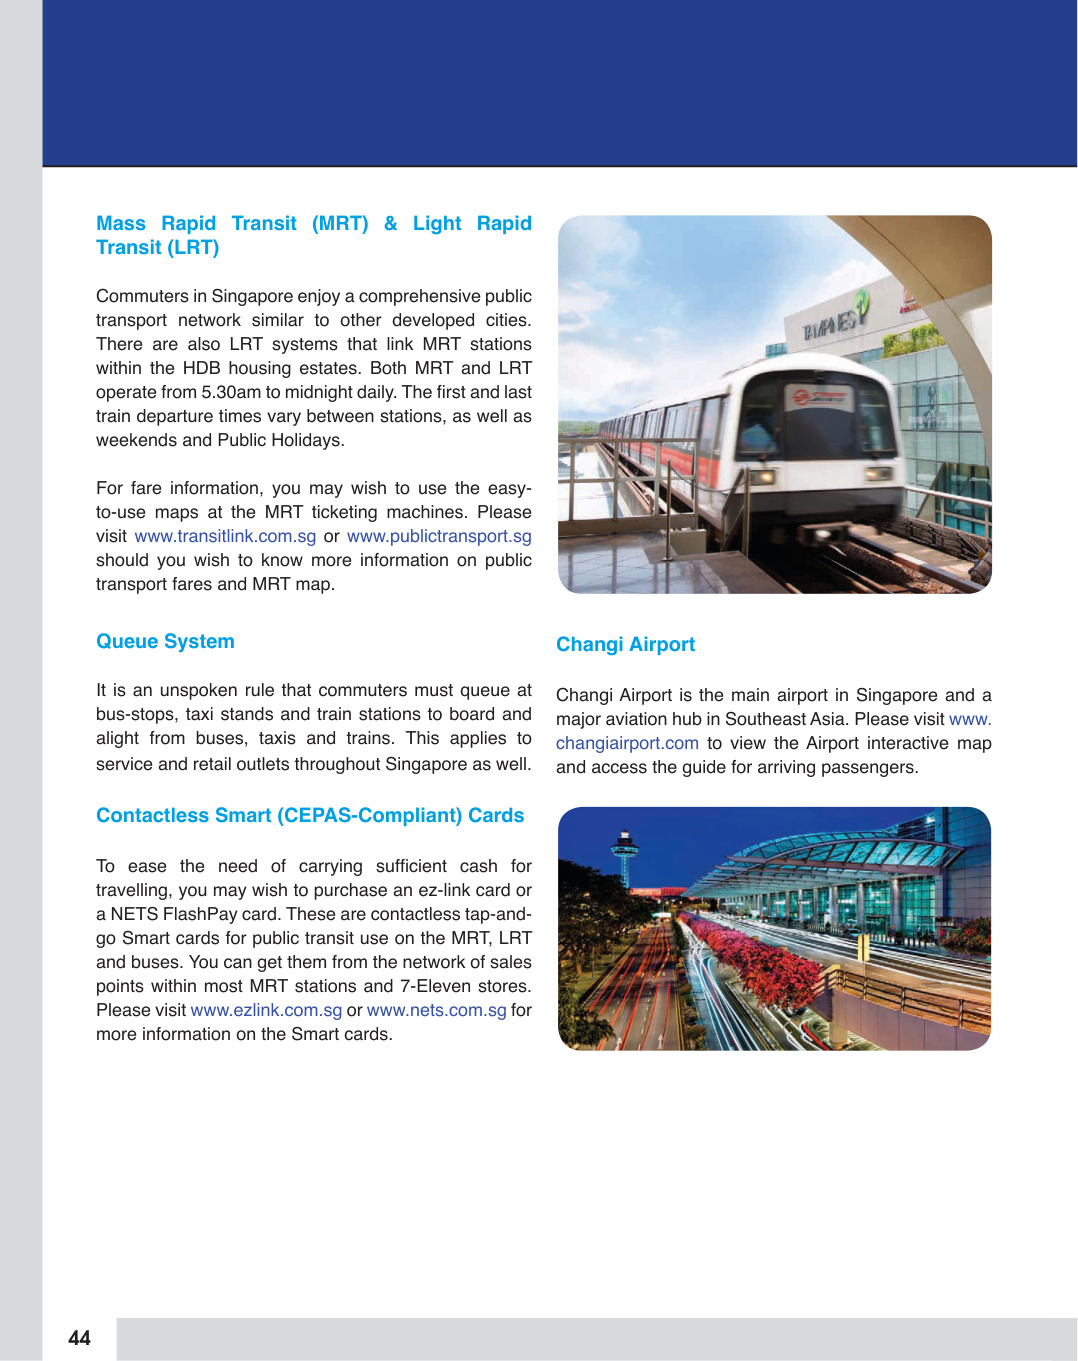 Mass Rapid Transit (MRT) & Light Rapid
Transit (LRT)
Commuters in Singapore enjoy a comprehensive public
transport network similar to other developed cities.
There are also LRT systems that link MRT stations
within the HDB housing estates. Both MRT and LRT
operate from 5.30am to midnight daily. The first and last
train departure times vary between stations, as well as
weekends and Public Holidays.
For fare information, you may wish to use the easy-
to-use maps at the MRT ticketing machines. Please
visit www.transitlink.com.sg or www.publictransport.sg
should you wish to know more information on public
transport fares and MRT map.
Queue System
It is an unspoken rule that commuters must queue at
bus-stops, taxi stands and train stations to board and
alight from buses, taxis and trains. This applies to
service and retail outlets throughout Singapore as well.
Contactless Smart (CEPAS-Compliant) Cards
To ease the need of carrying sufficient cash for
travelling, you may wish to purchase an ez-link card or
a NETS FlashPay card. These are contactless tap-and-
go Smart cards for public transit use on the MRT, LRT
and buses. You can get them from the network of sales
points within most MRT stations and 7-Eleven stores.
Please visit www.ezlink.com.sg or www.nets.com.sg for
more information on the Smart cards.
TAMPINES
Changi Airport
Changi Airport is the main airport in Singapore and a
major aviation hub in Southeast Asia. Please visit www.
changiairport.com to view the Airport interactive map
and access the guide for arriving passengers.
44